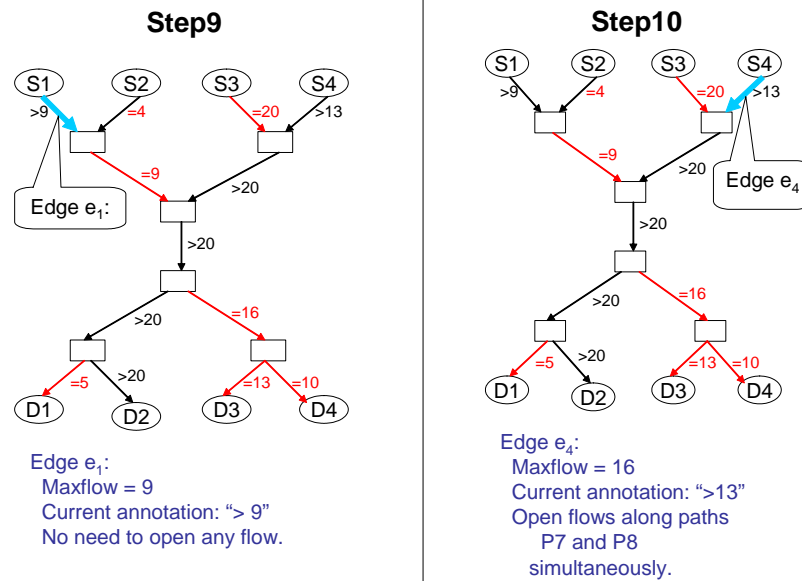 Step9
S1 S2 S3 S4
>9 =4 =20 >13
=9 >20
Edge e₁:
>20
>20 =16
=5 >20 =13 =10
D1 D2 D3 D4
Edge e₁:
Maxflow = 9
Current annotation: “> 9”
No need to open any flow.
Step10
S1 S2 S3 S4
>9 =4 =20 >13
=9 >20
Edge e₄
>20
>20 =16
=5 >20 =13 =10
D1 D2 D3 D4
Edge e₄:
Maxflow = 16
Current annotation: “>13”
Open flows along paths
P7 and P8
simultaneously.